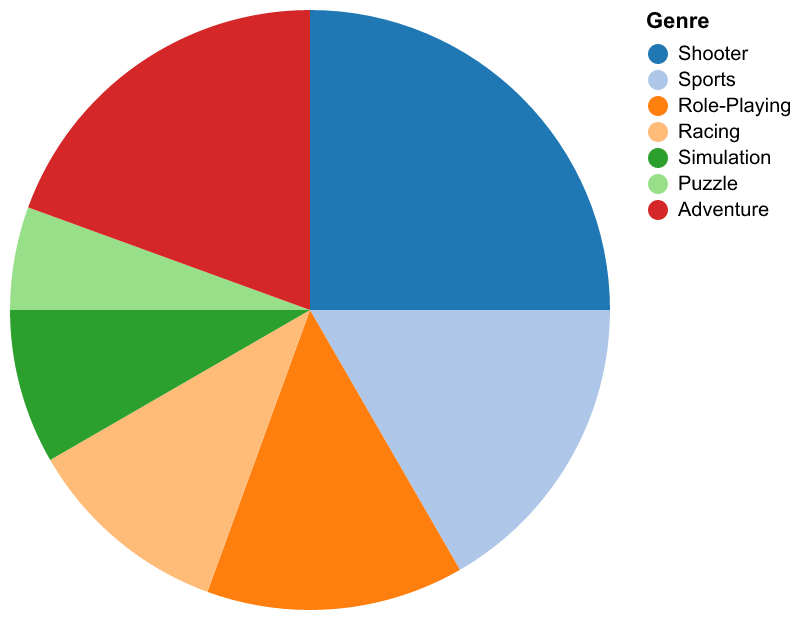 Genre
Shooter
Sports
Role-Playing
Racing
Simulation
Puzzle
Adventure